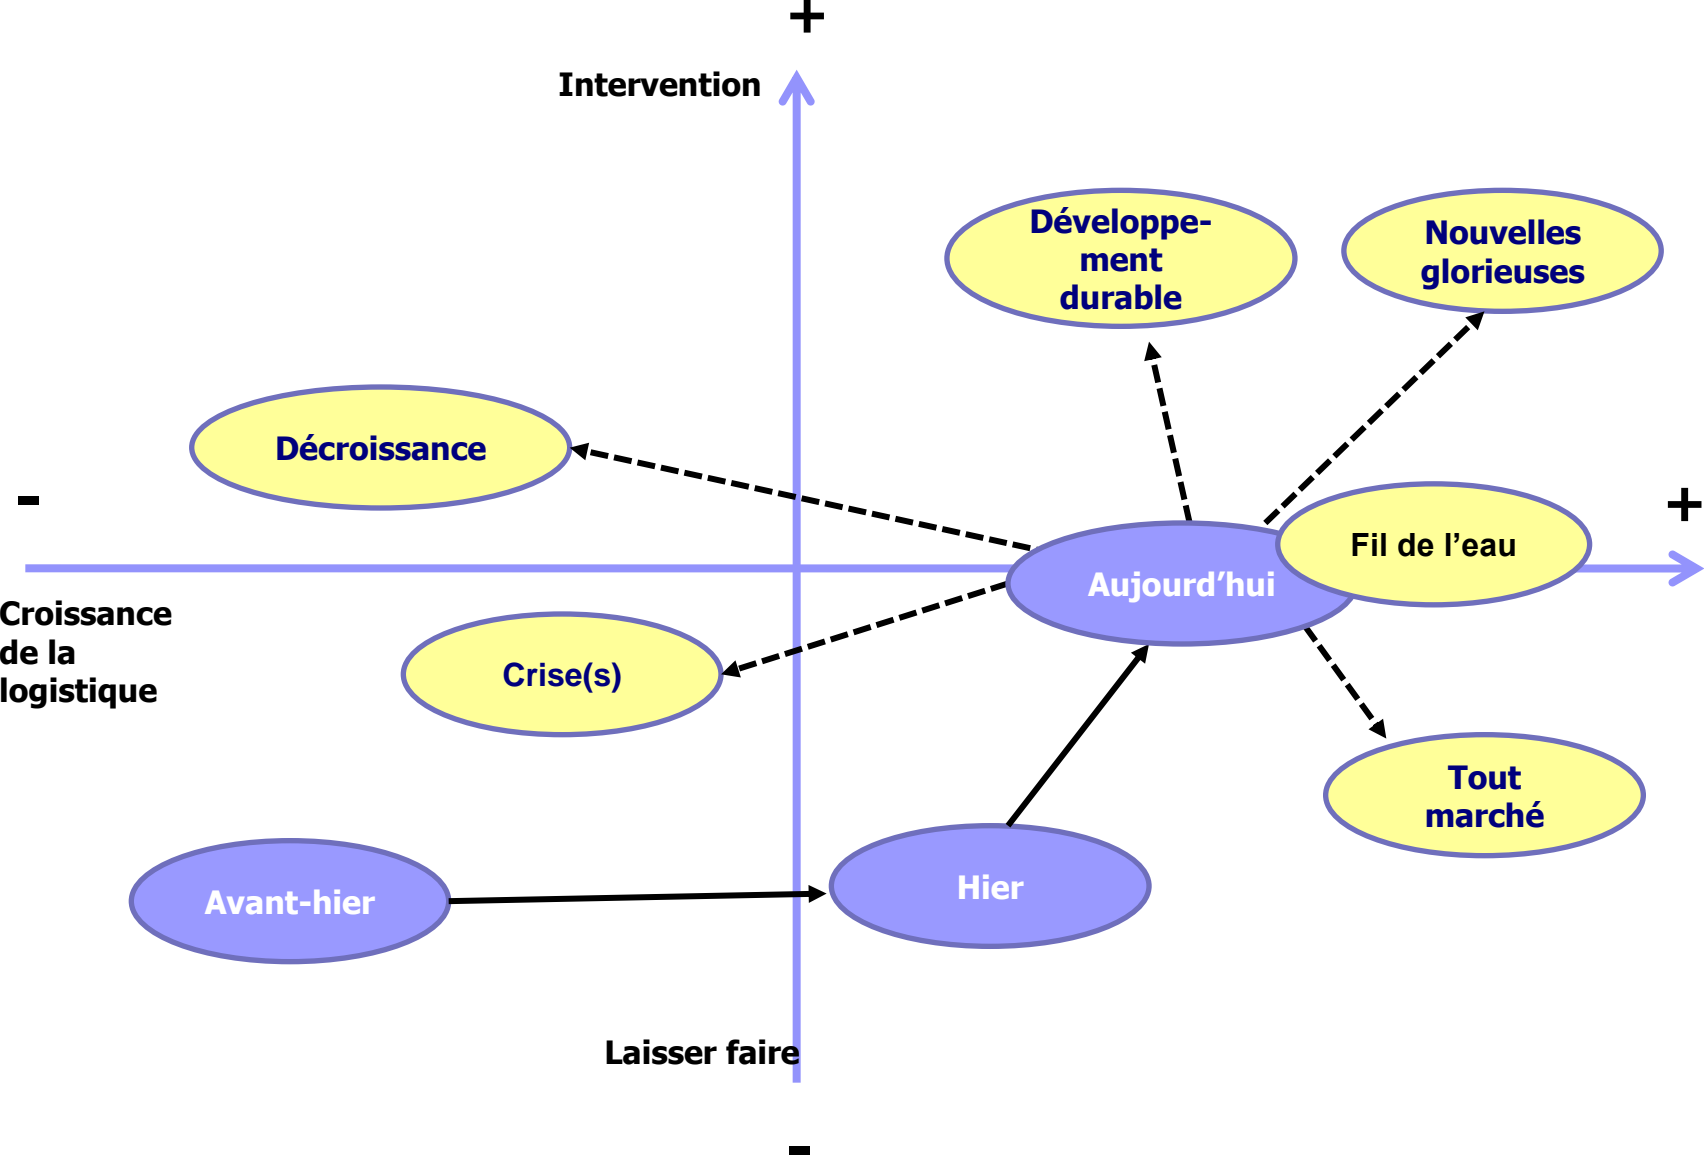 +
Intervention
Développe-
ment
durable
Nouvelles
glorieuses
Décroissance
-
+
Fil de l’eau
Aujourd’hui
Croissance
de la
logistique
Crise(s)
Tout
marché
Avant-hier
Hier
Laisser faire
-